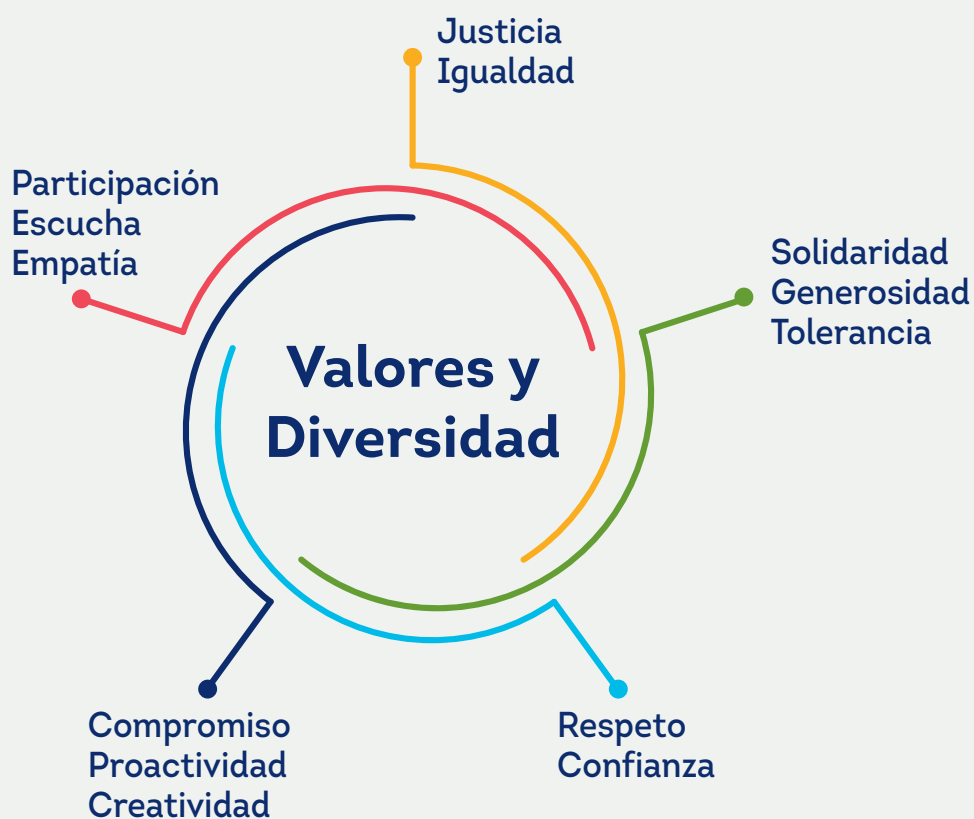 Justicia
Igualdad
Participación
Escucha
Empatía
Solidaridad
Generosidad
Tolerancia
Valores y
Diversidad
Compromiso
Proactividad
Creatividad
Respeto
Confianza